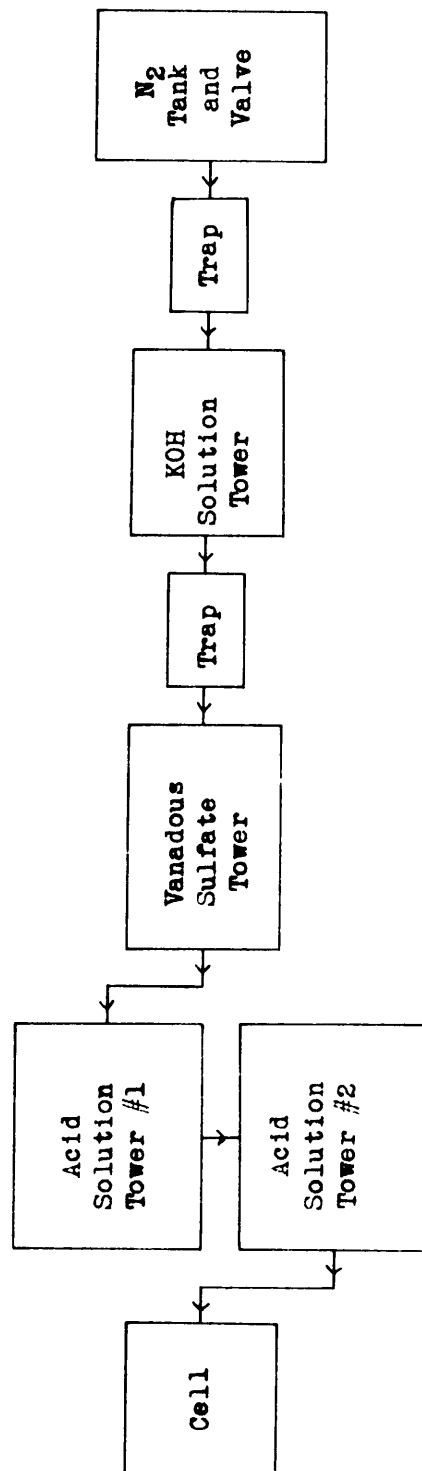 N₂
Tank
and
Valve
Trap
KOH
Solution
Tower
Trap
Vanadous
Sulfate
Tower
Acid
Solution
Tower #1
Acid
Solution
Tower #2
Cell